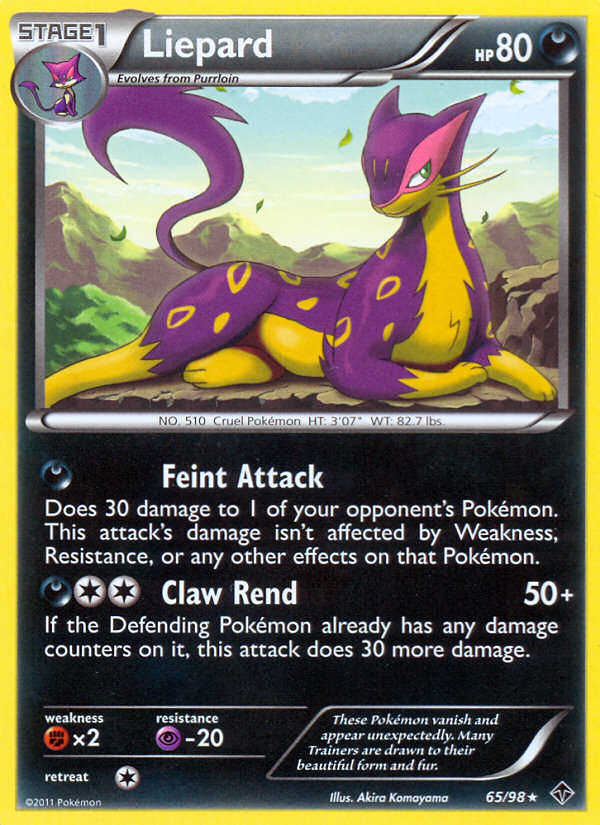 STAGE1
Liepard
HP80
Evolves from Purrloin
NO. 510 Cruel Pokémon HT: 3'07" WT: 82.7 lbs.
Feint Attack
Does 30 damage to 1 of your opponent's Pokémon.
This attack's damage isn't affected by Weakness,
Resistance, or any other effects on that Pokémon.
Claw Rend 50+
If the Defending Pokémon already has any damage
counters on it, this attack does 30 more damage.
weakness
×2
resistance
-20
retreat
These Pokémon vanish and
appear unexpectedly. Many
Trainers are drawn to their
beautiful form and fur.
©2011 Pokémon
Illus. Akira Komayama
65/98★